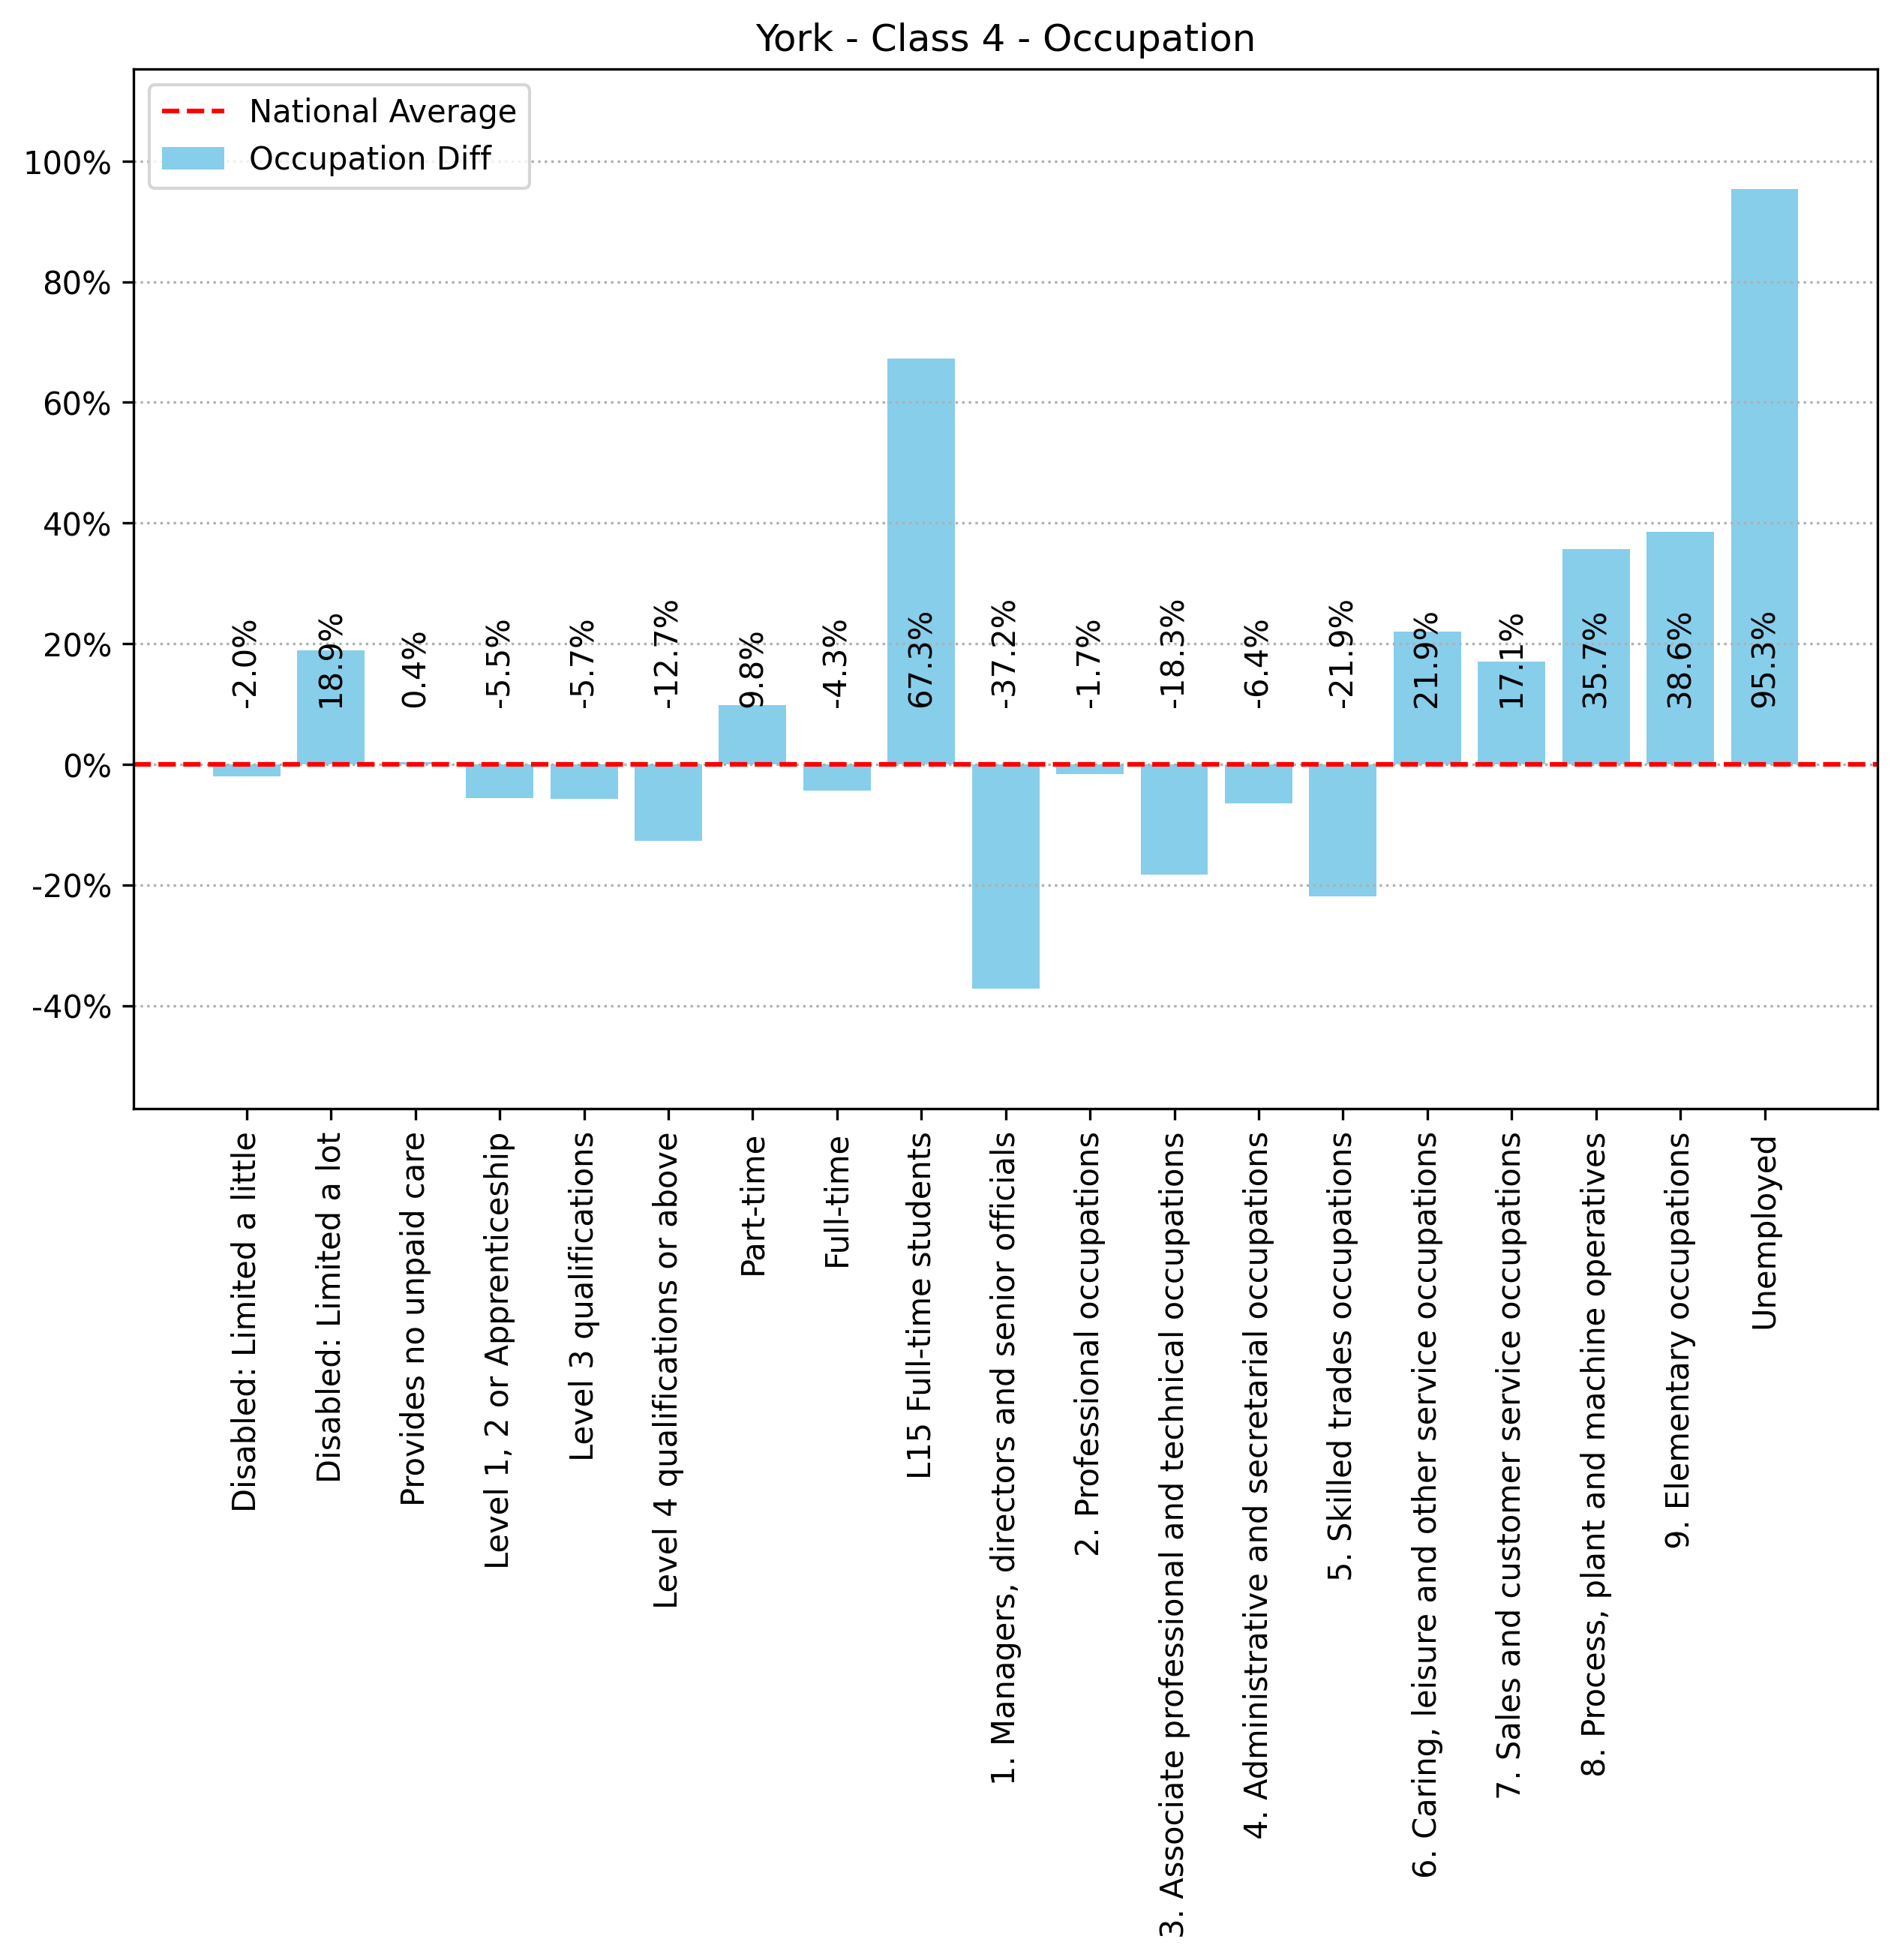 York - Class 4 - Occupation
National Average
Occupation Diff
100%
80%
60%
40%
20%
0%
-20%
-40%
-2.0%
18.9%
0.4%
-5.5%
-5.7%
-12.7%
9.8%
-4.3%
67.3%
-37.2%
-1.7%
-18.3%
-6.4%
-21.9%
21.9%
17.1%
35.7%
38.6%
95.3%
Disabled: Limited a little
Disabled: Limited a lot
Provides no unpaid care
Level 1, 2 or Apprenticeship
Level 3 qualifications
Level 4 qualifications or above
Part-time
Full-time
L15 Full-time students
1. Managers, directors and senior officials
2. Professional occupations
3. Associate professional and technical occupations
4. Administrative and secretarial occupations
5. Skilled trades occupations
6. Caring, leisure and other service occupations
7. Sales and customer service occupations
8. Process, plant and machine operatives
9. Elementary occupations
Unemployed